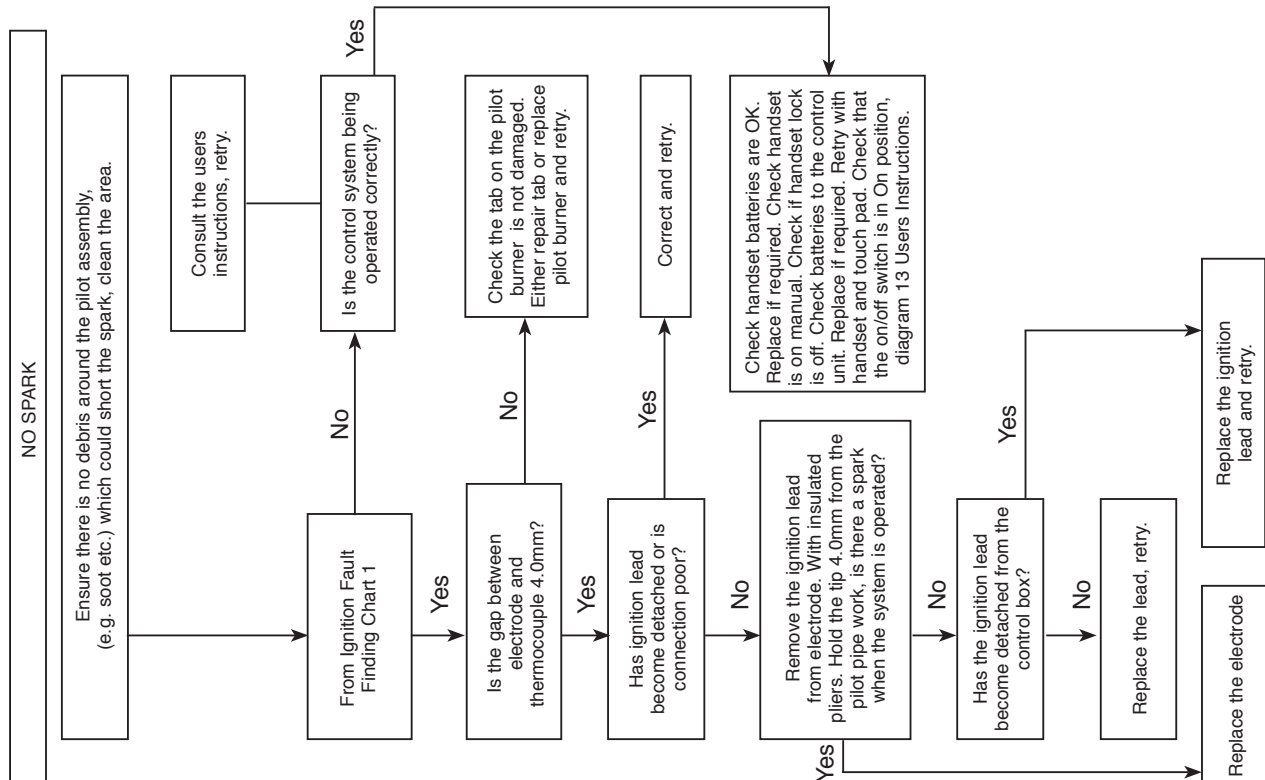 NO SPARK
Ensure there is no debris around the pilot assembly,
(e.g. soot etc.) which could short the spark, clean the area.
From Ignition Fault
Finding Chart 1
No
Is the control system being
operated correctly?
Consult the users
instructions, retry.
Yes
Check handset batteries are OK.
Replace if required. Check handset
is on manual. Check if handset lock
is off. Check batteries to the control
unit. Replace if required. Retry with
handset and touch pad. Check that
the on/off switch is in On position,
diagram 13 Users Instructions.
Yes
Is the gap between
electrode and
thermocouple 4.0mm?
No
Check the tab on the pilot
burner is not damaged.
Either repair tab or replace
pilot burner and retry.
Yes
Has ignition lead
become detached or is
connection poor?
Yes
Correct and retry.
No
Remove the ignition lead
from electrode. With insulated
pliers. Hold the tip 4.0mm from the
pilot pipe work, is there a spark
when the system is operated?
Yes
Replace the electrode
No
Has the ignition lead
become detached from the
control box?
Yes
Replace the ignition
lead and retry.
No
Replace the lead, retry.